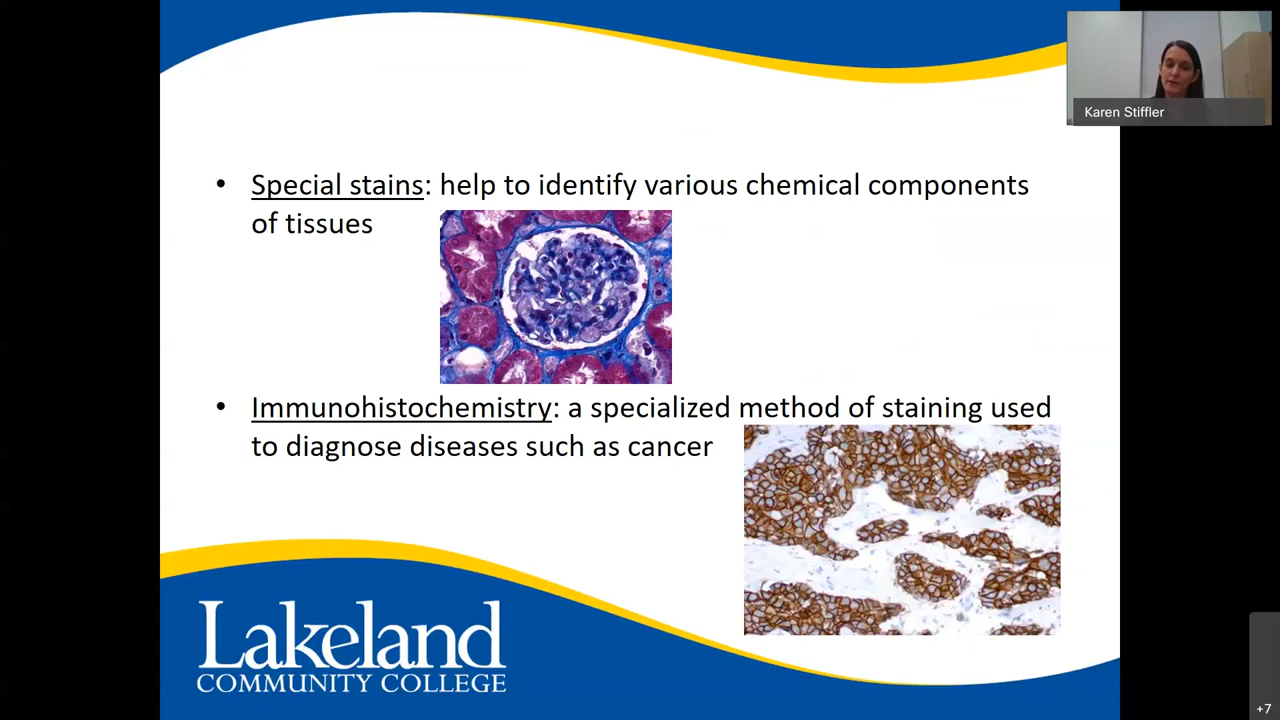 Karen Stiffler
• Special stains: help to identify various chemical components
of tissues
• Immunohistochemistry: a specialized method of staining used
to diagnose diseases such as cancer
Lakeland
COMMUNITY COLLEGE
+7